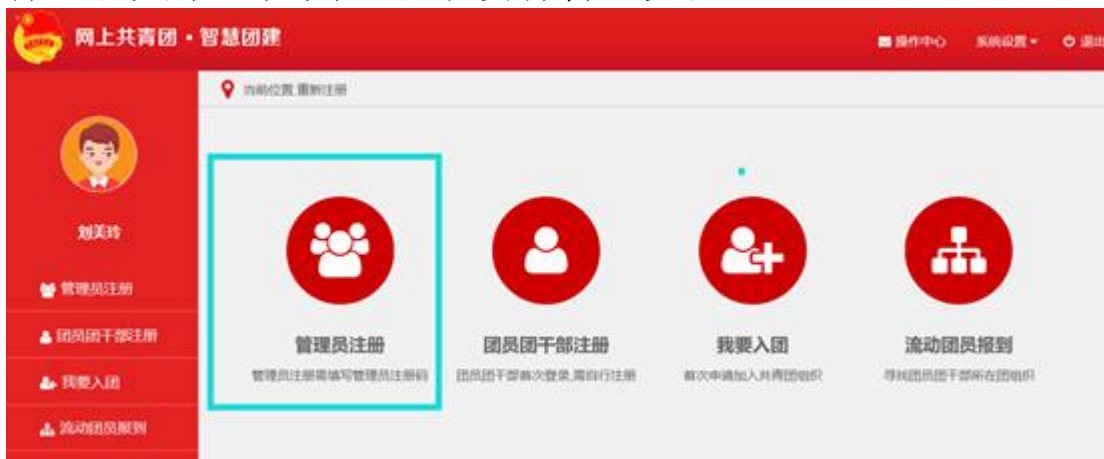 网上共青团·智慧团建
操作中心 系统设置 退出
当前位置 重新注册
刘美玲
管理员注册
团员团干部注册
我要入团
流动团员报到
管理员注册
管理员注册需填写管理员注册码
团员团干部注册
团员团干部首次登录,需自行注册
我要入团
首次申请加入共青团组织
流动团员报到
寻找团员团干部所在团组织